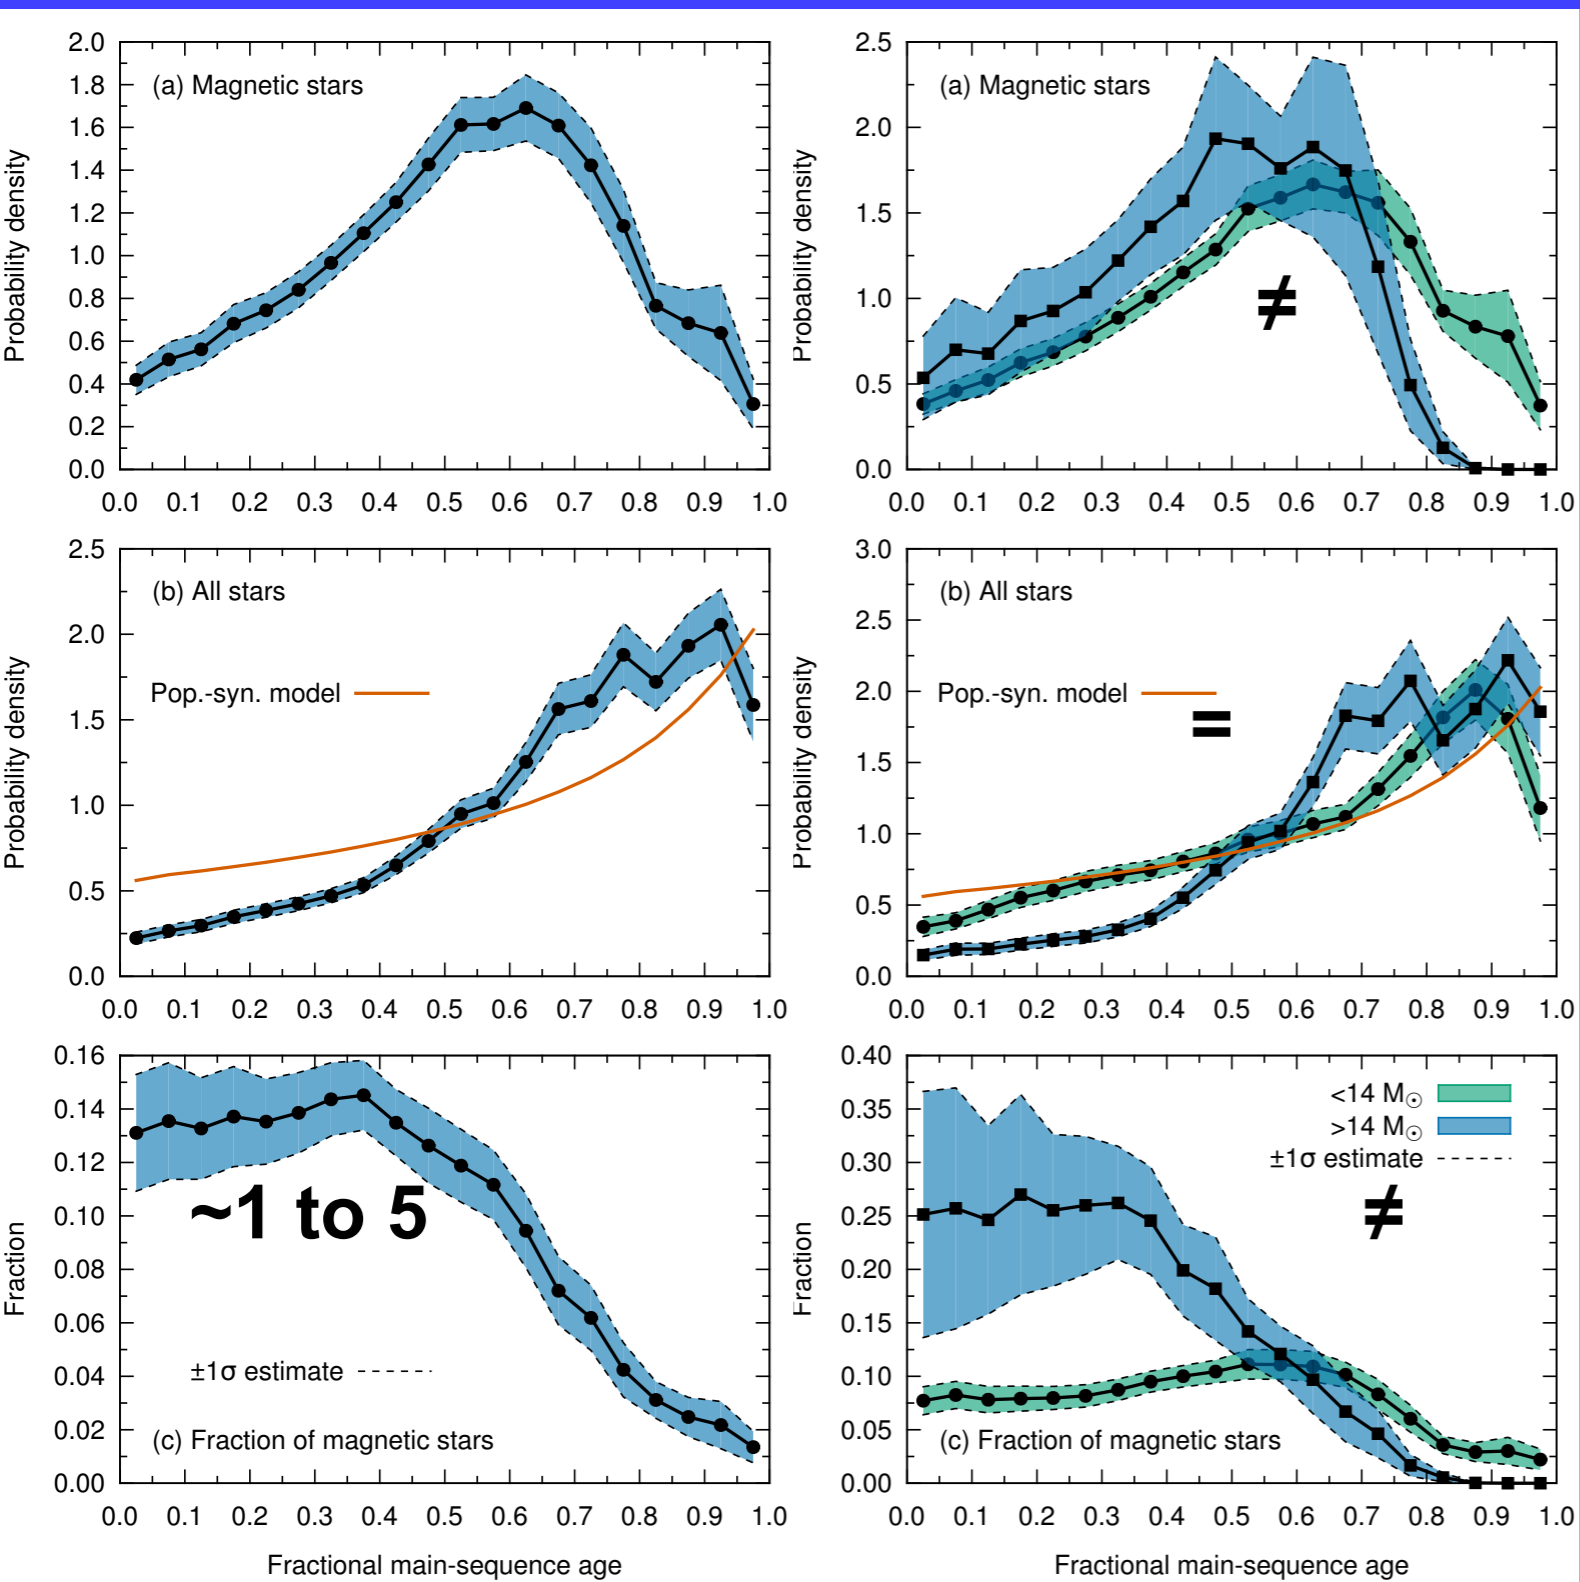 (a) Magnetic stars
Probability density
2.0
1.8
1.6
1.4
1.2
1.0
0.8
0.6
0.4
0.2
0.0
0.0 0.1 0.2 0.3 0.4 0.5 0.6 0.7 0.8 0.9 1.0
(a) Magnetic stars
Probability density
2.5
2.0
1.5
1.0
0.5
0.0
≠
0.0 0.1 0.2 0.3 0.4 0.5 0.6 0.7 0.8 0.9 1.0
(b) All stars
Probability density
2.5
2.0
1.5
1.0
0.5
0.0
Pop.-syn. model
0.0 0.1 0.2 0.3 0.4 0.5 0.6 0.7 0.8 0.9 1.0
(b) All stars
Probability density
3.0
2.5
2.0
1.5
1.0
0.5
0.0
Pop.-syn. model
=
0.0 0.1 0.2 0.3 0.4 0.5 0.6 0.7 0.8 0.9 1.0
Fraction
0.16
0.14
0.12
0.10
0.08
0.06
0.04
0.02
0.00
~1 to 5
±1σ estimate
(c) Fraction of magnetic stars
0.0 0.1 0.2 0.3 0.4 0.5 0.6 0.7 0.8 0.9 1.0
Fractional main-sequence age
Fraction
0.40
0.35
0.30
0.25
0.20
0.15
0.10
0.05
0.00
<14 M☉
>14 M☉
±1σ estimate
≠
(c) Fraction of magnetic stars
0.0 0.1 0.2 0.3 0.4 0.5 0.6 0.7 0.8 0.9 1.0
Fractional main-sequence age